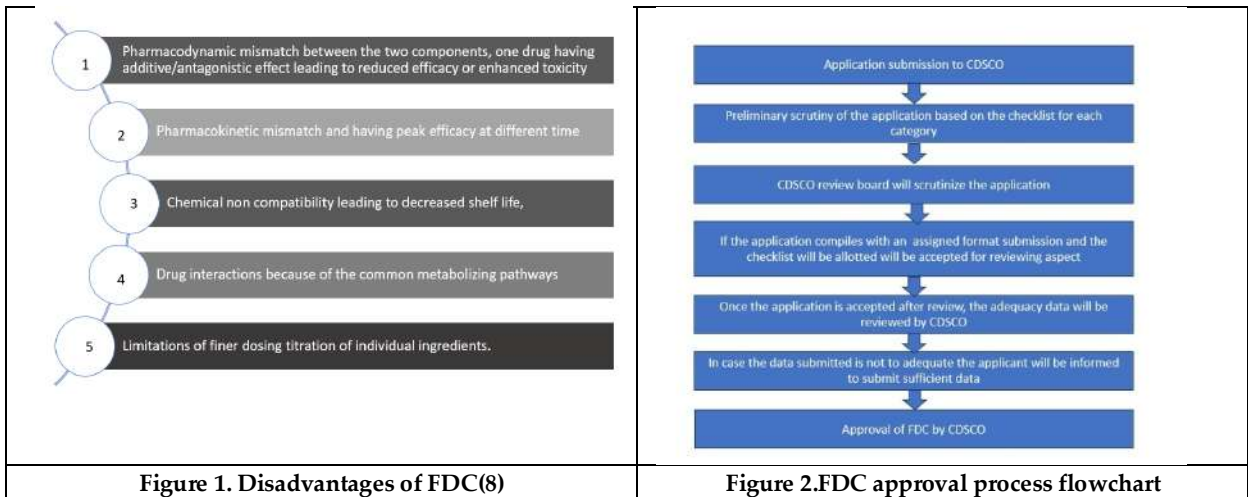 1
Pharmacodynamic mismatch between the two components, one drug having
additive/antagonistic effect leading to reduced efficacy or enhanced toxicity
2
Pharmacokinetic mismatch and having peak efficacy at different time
3
Chemical non compatibility leading to decreased shelf life,
4
Drug interactions because of the common metabolizing pathways
5
Limitations of finer dosing titration of individual ingredients.
Figure 1. Disadvantages of FDC(8)
Application submission to CDSCO
Preliminary scrutiny of the application based on the checklist for each
category
CDSCO review board will scrutinize the application
If the application compiles with an assigned format submission and the
checklist will be allotted will be accepted for reviewing aspect
Once the application is accepted after review, the adequacy data will be
reviewed by CDSCO
In case the data submitted is not to adequate the applicant will be informed
to submit sufficient data
Approval of FDC by CDSCO
Figure 2.FDC approval process flowchart